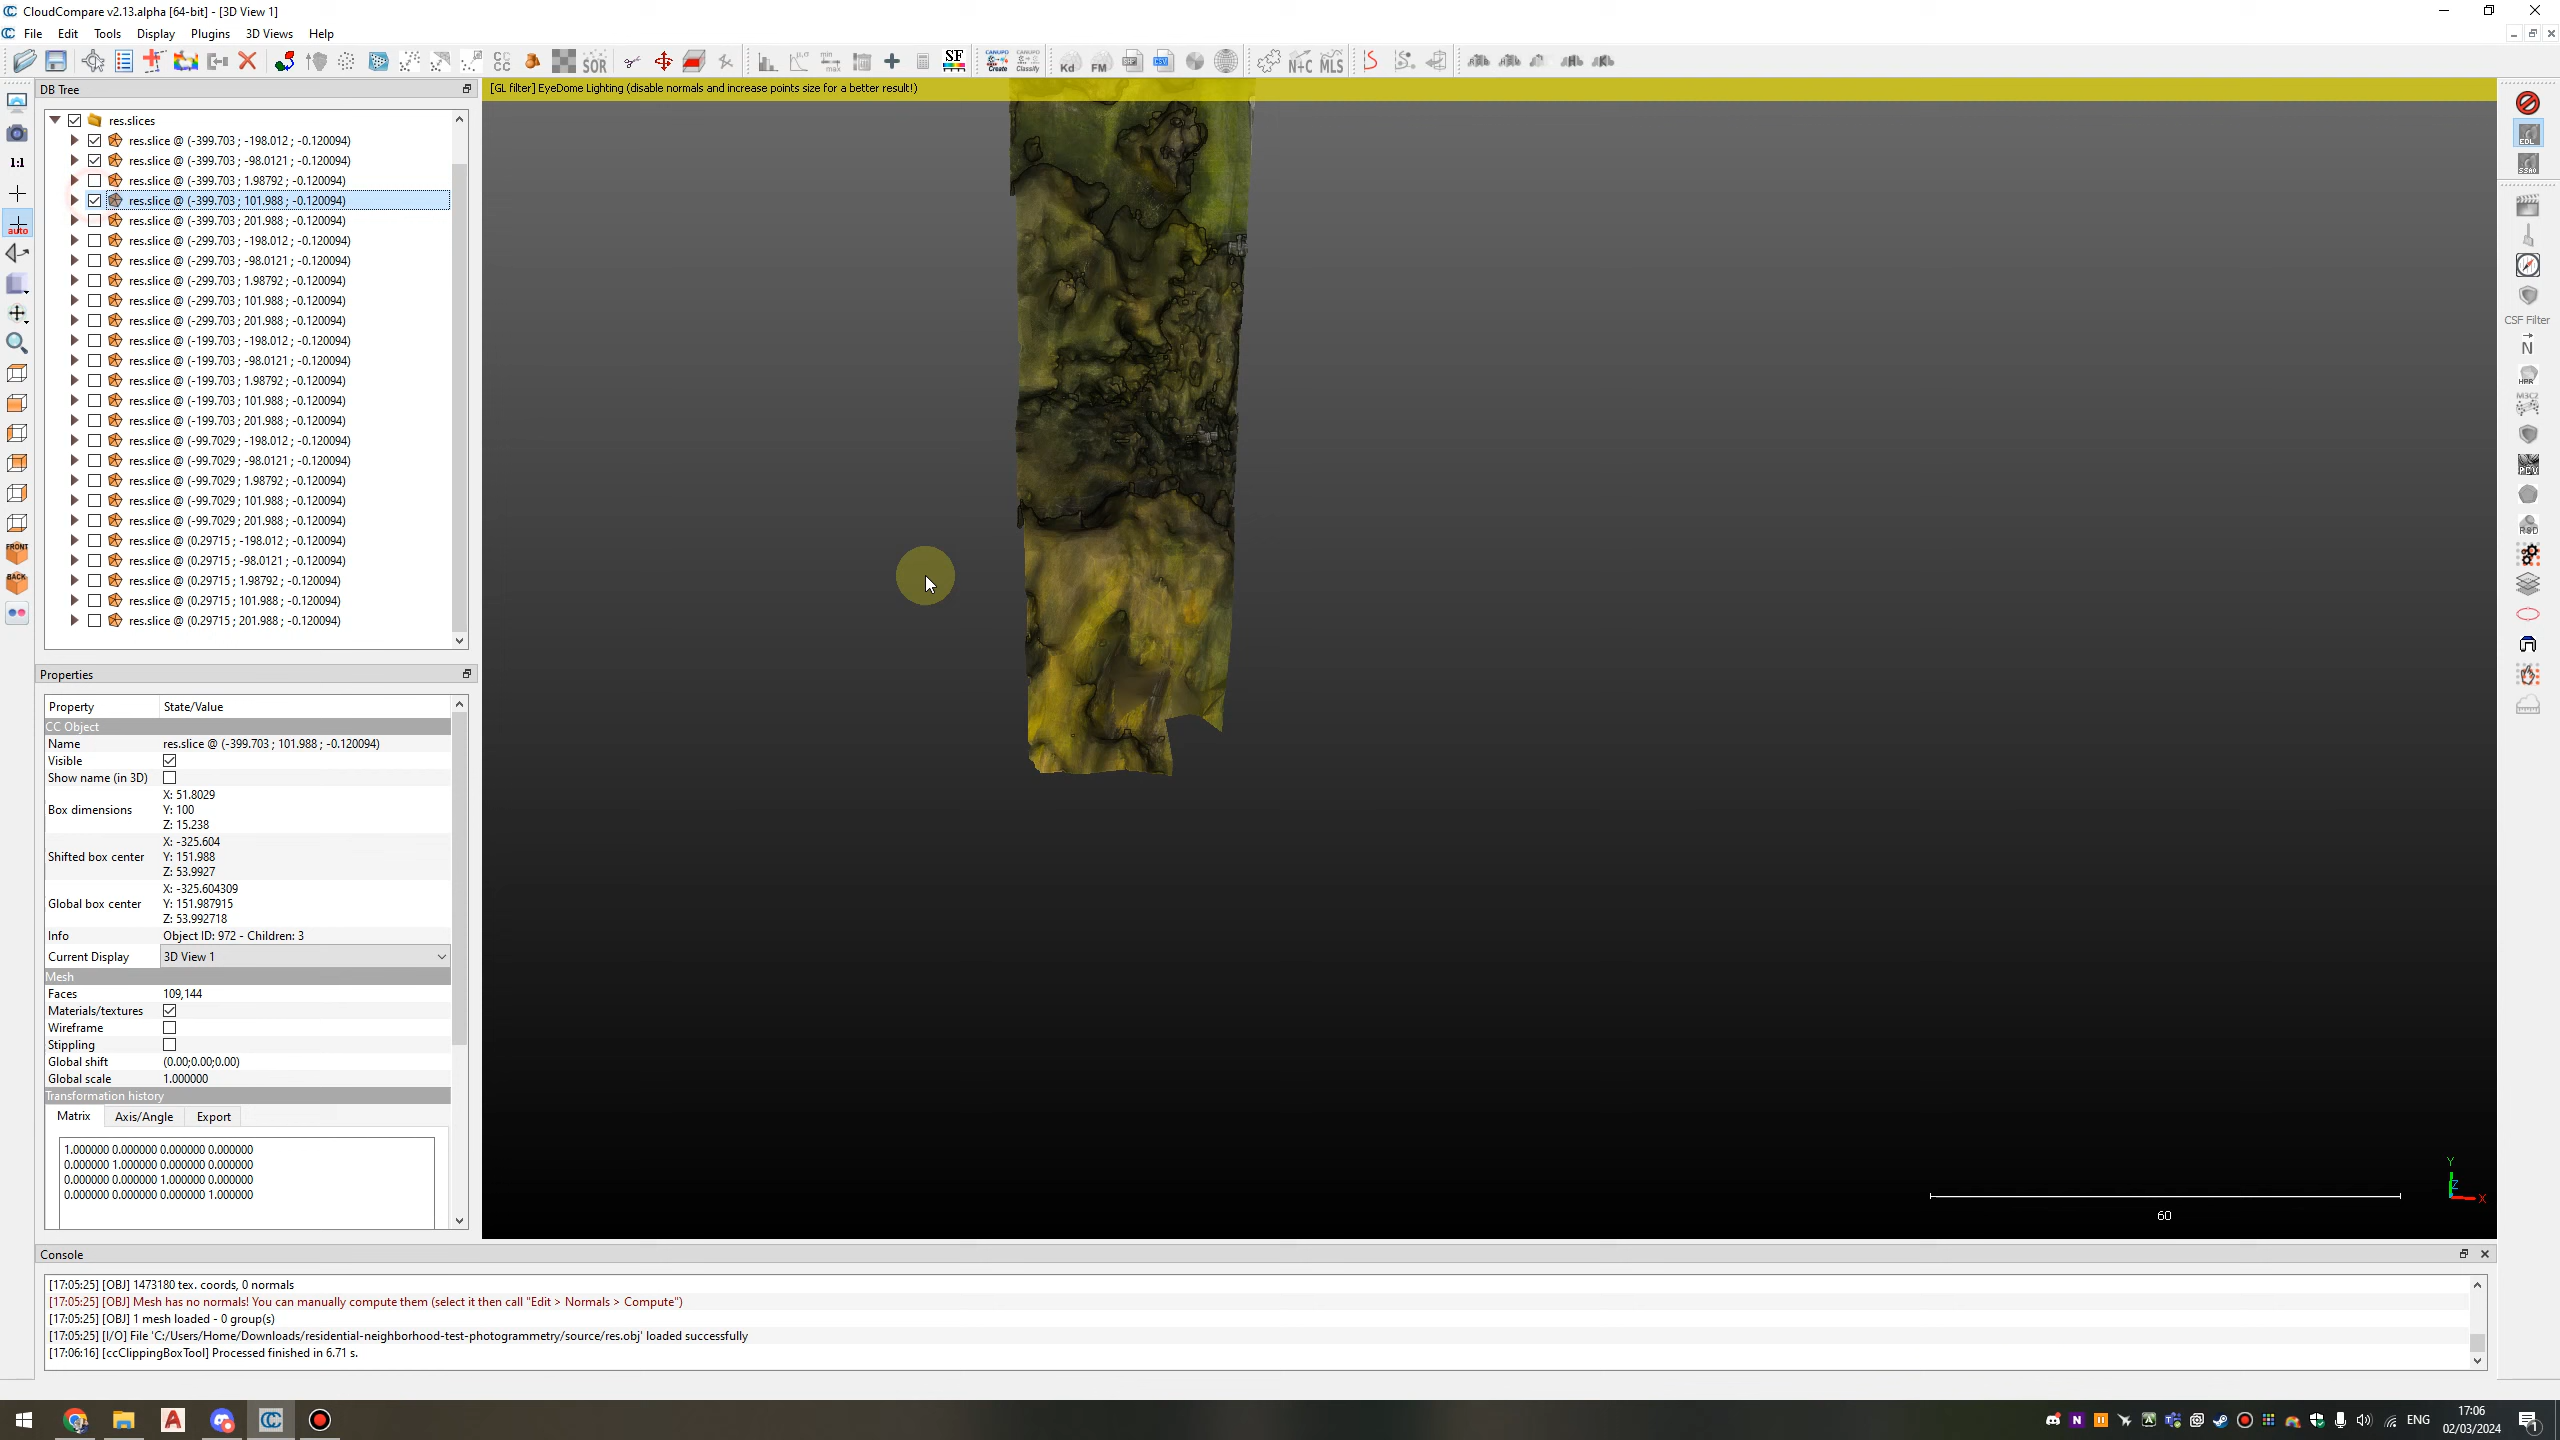 CloudCompare v2.13.alpha [64-bit] - [3D View 1]
File Edit Tools Display Plugins 3D Views Help
SOR SF CANUPO Create CANUPO Classify Kd FM SHP CSV N+C MLS
DB Tree
[GL filter] EyeDome Lighting (disable normals and increase points size for a better result!)
1:1
auto
FRONT
BACK
res.slices
res.slice @ (-399.703 ; -198.012 ; -0.120094)
res.slice @ (-399.703 ; -98.0121 ; -0.120094)
res.slice @ (-399.703 ; 1.98792 ; -0.120094)
res.slice @ (-399.703 ; 101.988 ; -0.120094)
res.slice @ (-399.703 ; 201.988 ; -0.120094)
res.slice @ (-299.703 ; -198.012 ; -0.120094)
res.slice @ (-299.703 ; -98.0121 ; -0.120094)
res.slice @ (-299.703 ; 1.98792 ; -0.120094)
res.slice @ (-299.703 ; 101.988 ; -0.120094)
res.slice @ (-299.703 ; 201.988 ; -0.120094)
res.slice @ (-199.703 ; -198.012 ; -0.120094)
res.slice @ (-199.703 ; -98.0121 ; -0.120094)
res.slice @ (-199.703 ; 1.98792 ; -0.120094)
res.slice @ (-199.703 ; 101.988 ; -0.120094)
res.slice @ (-199.703 ; 201.988 ; -0.120094)
res.slice @ (-99.7029 ; -198.012 ; -0.120094)
res.slice @ (-99.7029 ; -98.0121 ; -0.120094)
res.slice @ (-99.7029 ; 1.98792 ; -0.120094)
res.slice @ (-99.7029 ; 101.988 ; -0.120094)
res.slice @ (-99.7029 ; 201.988 ; -0.120094)
res.slice @ (0.29715 ; -198.012 ; -0.120094)
res.slice @ (0.29715 ; -98.0121 ; -0.120094)
res.slice @ (0.29715 ; 1.98792 ; -0.120094)
res.slice @ (0.29715 ; 101.988 ; -0.120094)
res.slice @ (0.29715 ; 201.988 ; -0.120094)
Properties
Property State/Value
CC Object
Name res.slice @ (-399.703 ; 101.988 ; -0.120094)
Visible
Show name (in 3D)
X: 51.8029
Box dimensions Y: 100
Z: 15.238
X: -325.604
Shifted box center Y: 151.988
Z: 53.9927
X: -325.604309
Global box center Y: 151.987915
Z: 53.992718
Info Object ID: 972 - Children: 3
Current Display 3D View 1
Mesh
Faces 109,144
Materials/textures
Wireframe
Stippling
Global shift (0.00;0.00;0.00)
Global scale 1.000000
Transformation history
Matrix Axis/Angle Export
1.000000 0.000000 0.000000 0.000000
0.000000 1.000000 0.000000 0.000000
0.000000 0.000000 1.000000 0.000000
0.000000 0.000000 0.000000 1.000000
EDL
SSAO
CSF Filter
N
HPR
M3C2
PCV
RSD
Y
Z
X
60
Console
[17:05:25] [OBJ] 1473180 tex. coords, 0 normals
[17:05:25] [OBJ] Mesh has no normals! You can manually compute them (select it then call "Edit > Normals > Compute")
[17:05:25] [OBJ] 1 mesh loaded - 0 group(s)
[17:05:25] [I/O] File 'C:/Users/Home/Downloads/residential-neighborhood-test-photogrammetry/source/res.obj' loaded successfully
[17:06:16] [ccClippingBoxTool] Processed finished in 6.71 s.
ENG
17:06
02/03/2024